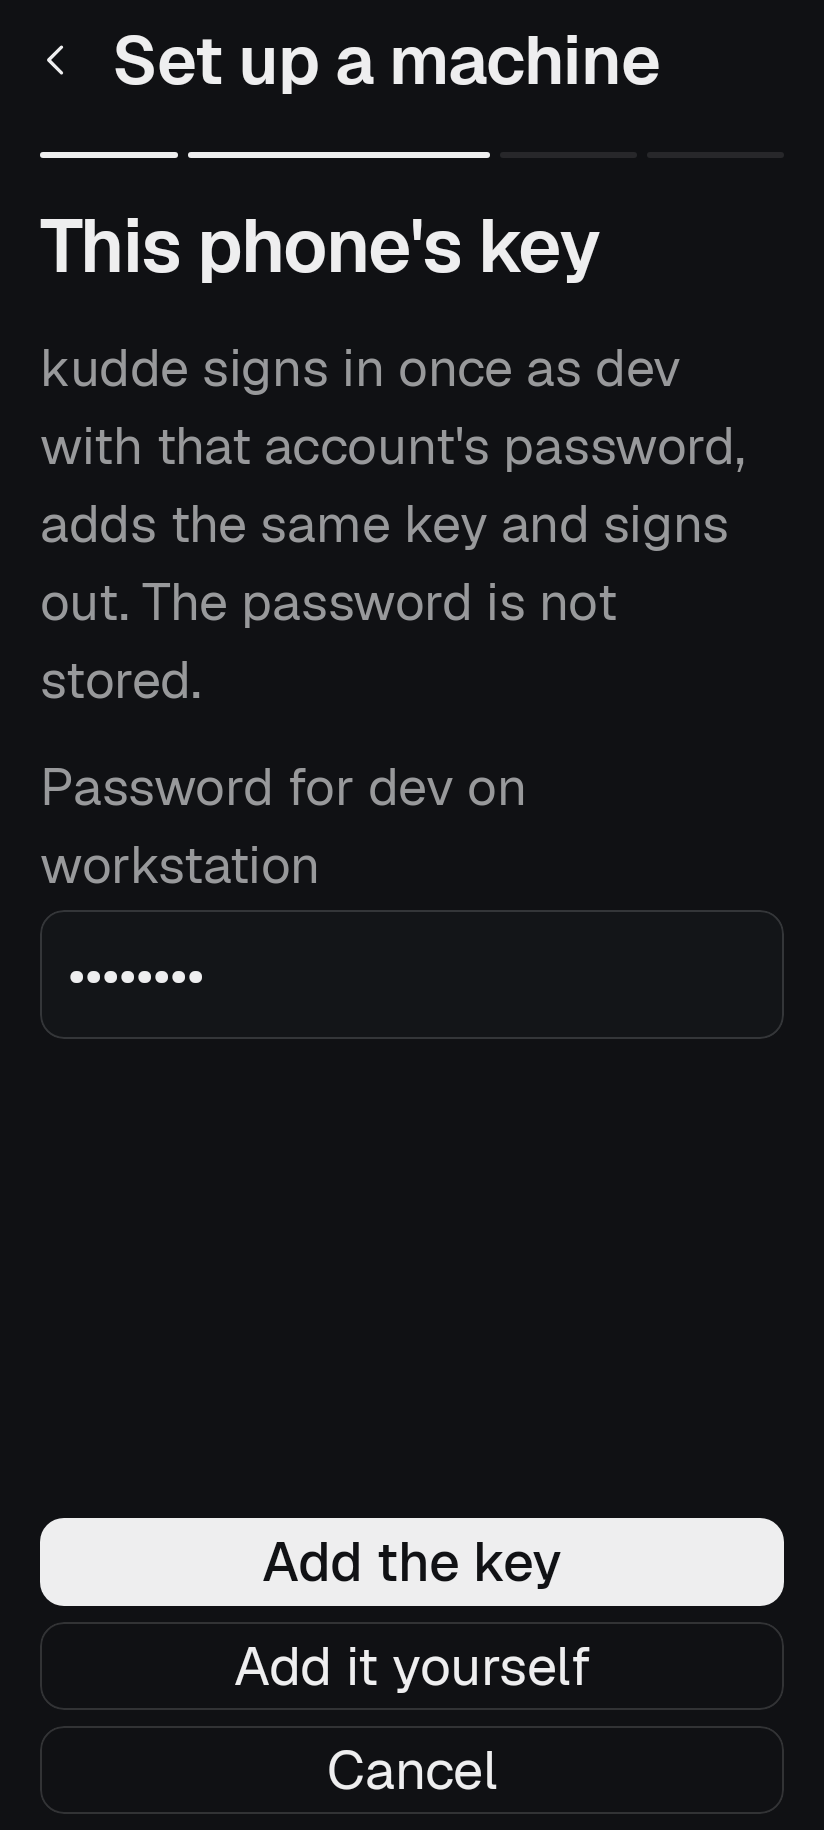 Set up a machine
This phone's key
kudde signs in once as dev
with that account's password,
adds the same key and signs
out. The password is not
stored.
Password for dev on
workstation
••••••••
Add the key
Add it yourself
Cancel